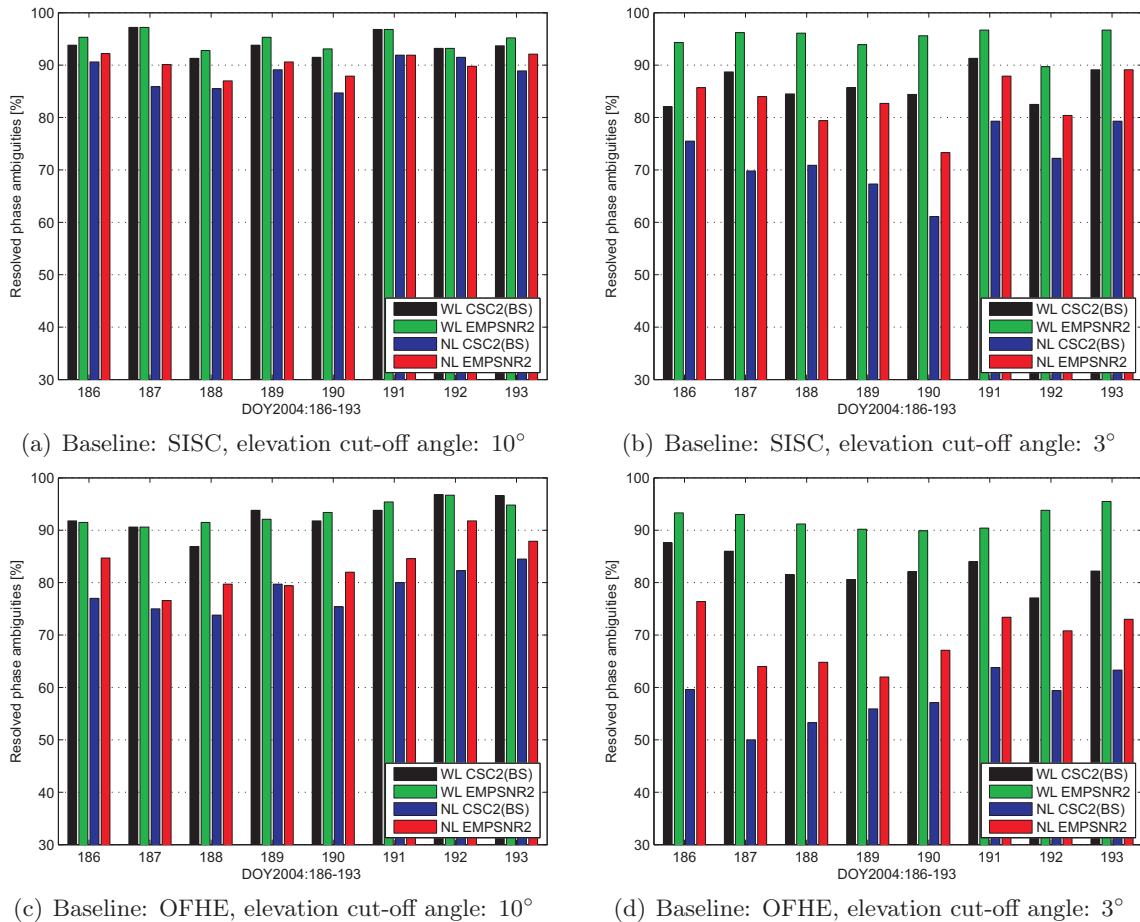 100
90
80
70
60
50
40
30
Resolved phase ambiguities [%]
WL CSC2(BS)
WL EMPSNR2
NL CSC2(BS)
NL EMPSNR2
186 187 188 189 190 191 192 193
DOY2004:186-193
(a) Baseline: SISC, elevation cut-off angle: 10°
100
90
80
70
60
50
40
30
Resolved phase ambiguities [%]
WL CSC2(BS)
WL EMPSNR2
NL CSC2(BS)
NL EMPSNR2
186 187 188 189 190 191 192 193
DOY2004:186-193
(b) Baseline: SISC, elevation cut-off angle: 3°
100
90
80
70
60
50
40
30
Resolved phase ambiguities [%]
WL CSC2(BS)
WL EMPSNR2
NL CSC2(BS)
NL EMPSNR2
186 187 188 189 190 191 192 193
DOY2004:186-193
(c) Baseline: OFHE, elevation cut-off angle: 10°
100
90
80
70
60
50
40
30
Resolved phase ambiguities [%]
WL CSC2(BS)
WL EMPSNR2
NL CSC2(BS)
NL EMPSNR2
186 187 188 189 190 191 192 193
DOY2004:186-193
(d) Baseline: OFHE, elevation cut-off angle: 3°